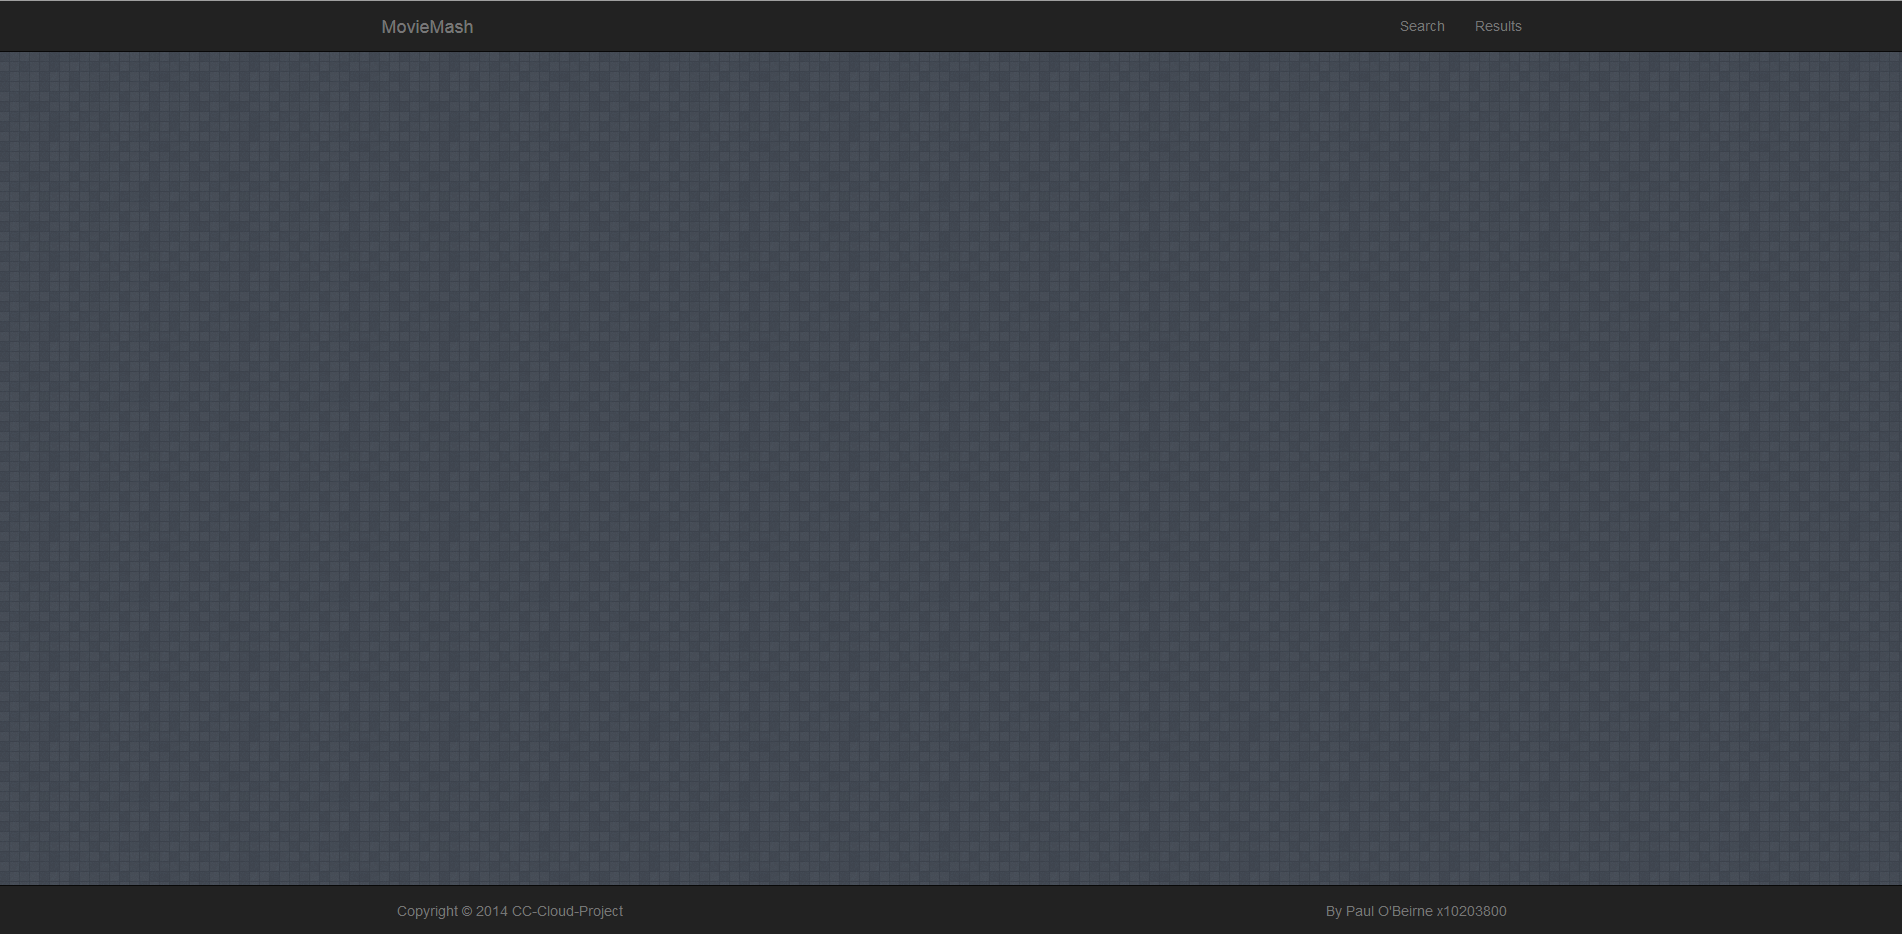 MovieMash
Search
Results
Copyright © 2014 CC-Cloud-Project
By Paul O'Beirne x10203800